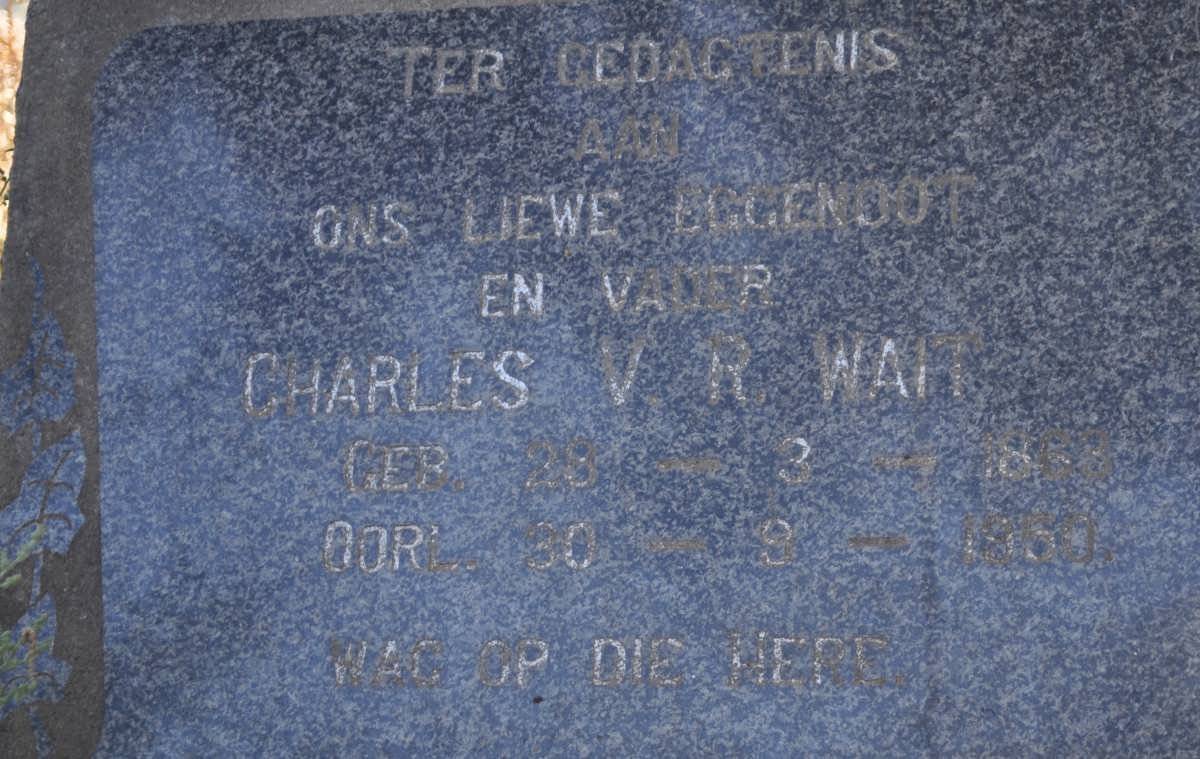 TER GEDAGTENIS
AAN
ONS LIEWE EGGENOOT
EN VADER
CHARLES V. R. WAIT
GEB. 28 – 3 – 1863
OORL. 30 – 9 – 1950.
WAG OP DIE HERE.